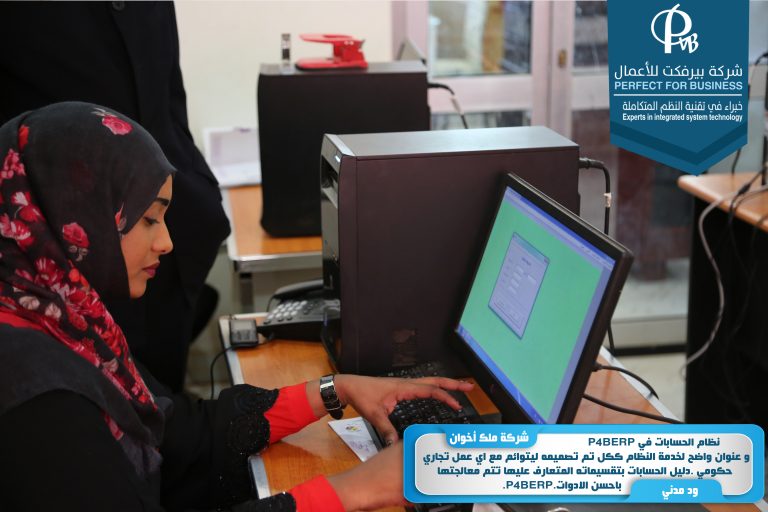 PB
شركة بيرفكت للأعمال
PERFECT FOR BUSINESS
خبراء في تقنية النظم المتكاملة
Experts in integrated system technology
شركة ملك أخوان
نظام الحسابات في P4BERP
و عنوان واضح لخدمة النظام ككل تم تصميمه ليتوائم مع اي عمل تجاري
حكومي .دليل الحسابات بتقسيماته المتعارف عليها تتم معالجتها
باحسن الادوات.P4BERP.
ود مدني